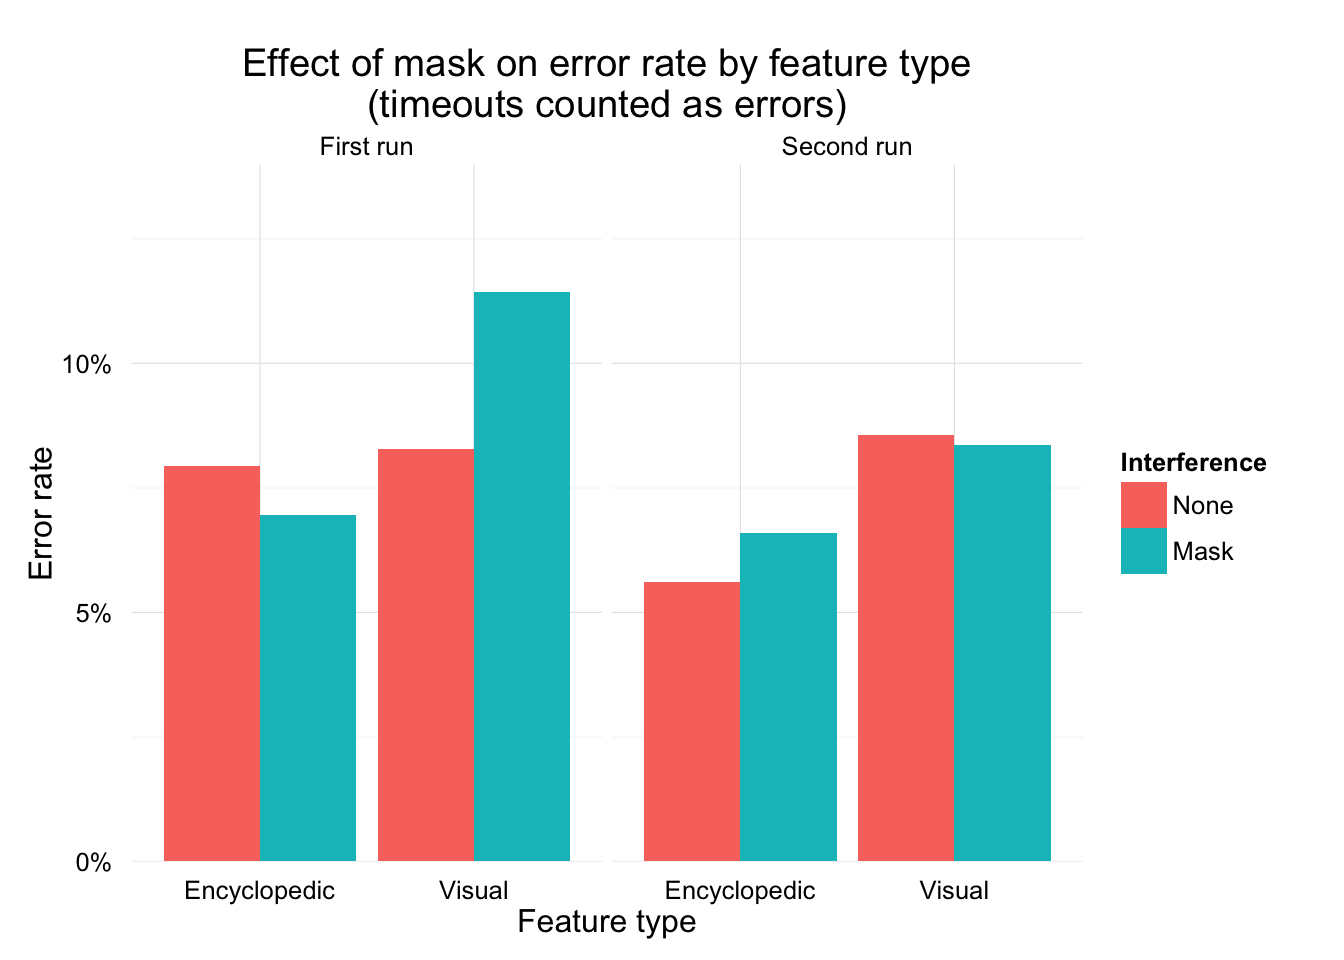 Effect of mask on error rate by feature type
(timeouts counted as errors)
First run
Second run
Error rate
10%
5%
0%
Encyclopedic
Visual
Encyclopedic
Visual
Feature type
Interference
None
Mask